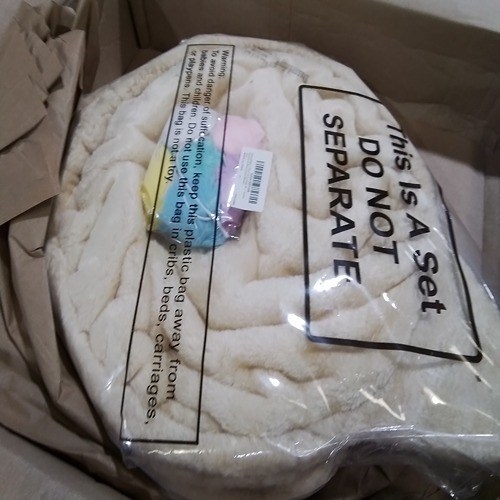 Warning:
To avoid danger of suffocation, keep this plastic bag away from
babies and children. Do not use this bag in cribs, beds, carriages,
or playpens. This bag is not a toy.
This Is A Set
DO NOT
SEPARATE